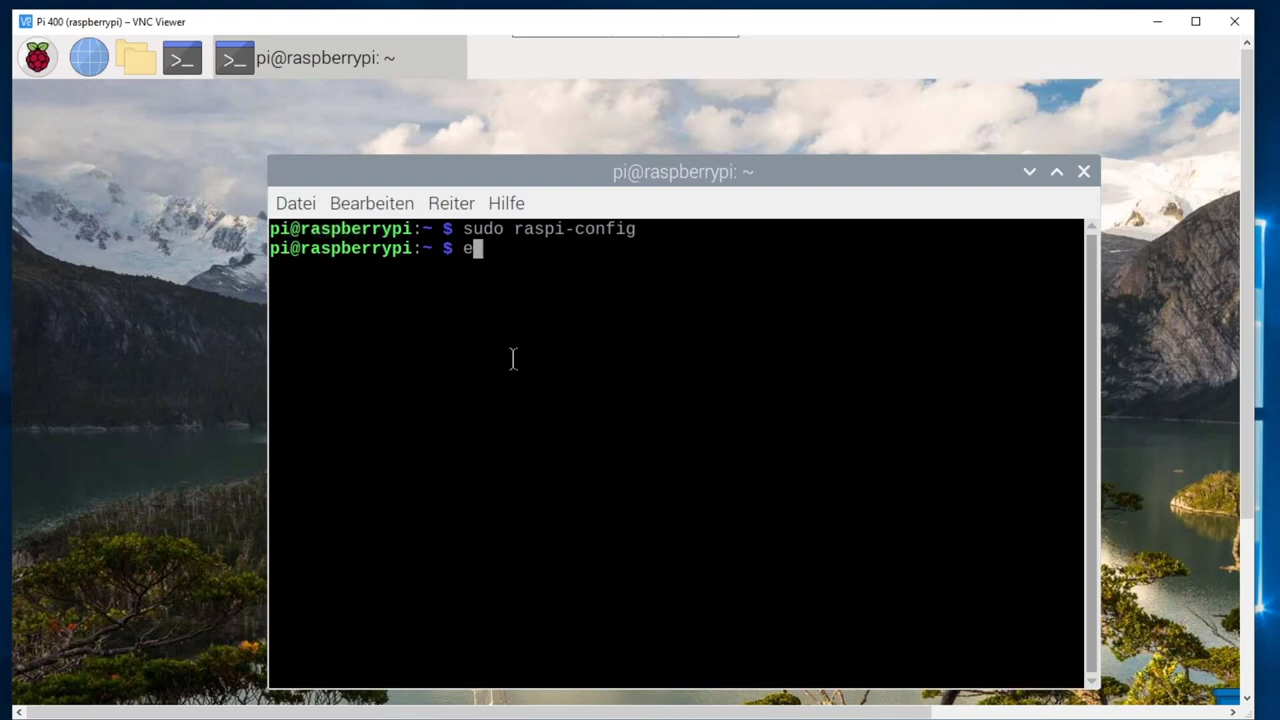 Pi 400 (raspberrypi) – VNC Viewer
pi@raspberrypi: ~
pi@raspberrypi: ~
Datei Bearbeiten Reiter Hilfe
pi@raspberrypi:~ $ sudo raspi-config
pi@raspberrypi:~ $ e